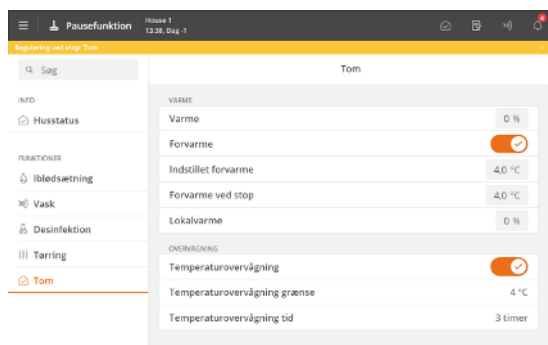 Pausefunktion
House 1
13:38, Dag -1
Regulering ved stop: Tom
Søg
Tom
INFO
Husstatus
FUNKTIONER
Iblødsætning
Vask
Desinfektion
Tørring
Tom
VARME
Varme 0 %
Forvarme
Indstillet forvarme 4,0 °C
Forvarme ved stop 4,0 °C
Lokalvarme 0 %
OVERVÅGNING
Temperaturovervågning
Temperaturovervågning grænse 4 °C
Temperaturovervågning tid 3 timer